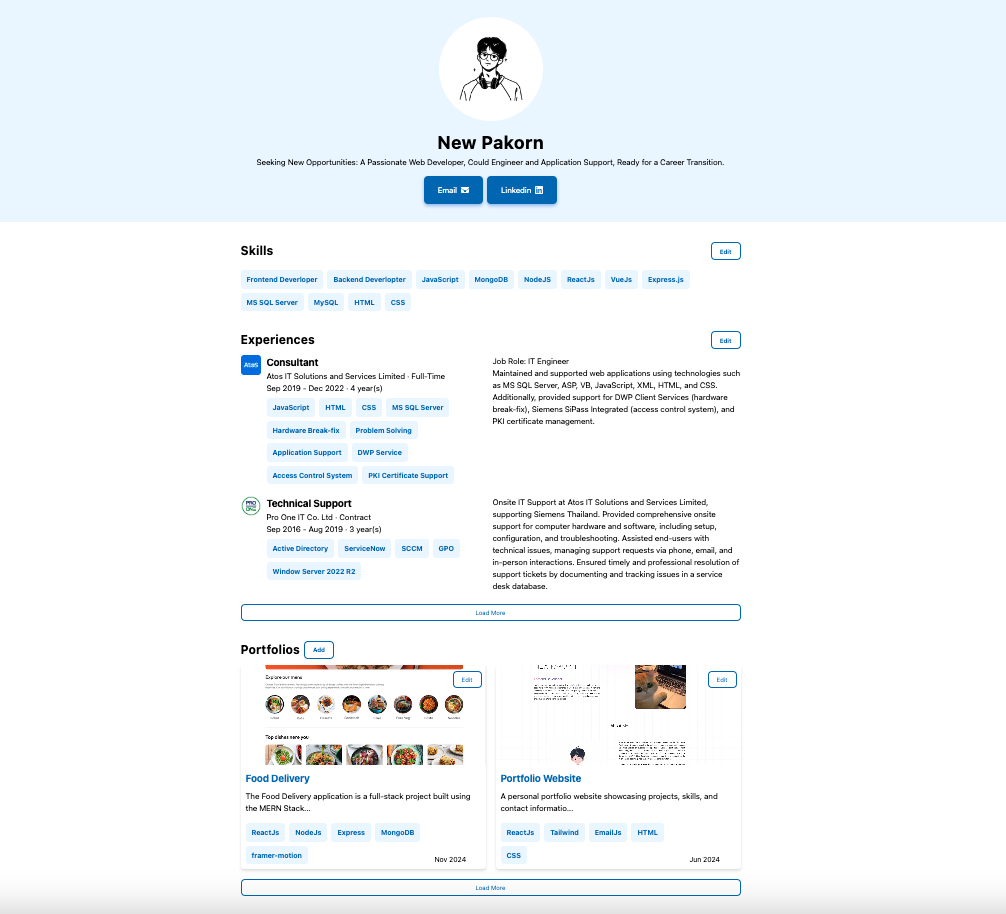 New Pakorn
Seeking New Opportunities: A Passionate Web Developer, Could Engineer and Application Support, Ready for a Career Transition.
Email
Linkedin
Skills
Edit
Frontend Deverloper
Backend Deverlopter
JavaScript
MongoDB
NodeJS
ReactJs
VueJs
Express.js
MS SQL Server
MySQL
HTML
CSS
Experiences
Edit
Atos
Consultant
Atos IT Solutions and Services Limited · Full-Time
Sep 2019 - Dec 2022 · 4 year(s)
JavaScript
HTML
CSS
MS SQL Server
Hardware Break-fix
Problem Solving
Application Support
DWP Service
Access Control System
PKI Certificate Support
Job Role: IT Engineer
Maintained and supported web applications using technologies such
as MS SQL Server, ASP, VB, JavaScript, XML, HTML, and CSS.
Additionally, provided support for DWP Client Services (hardware
break-fix), Siemens SiPass Integrated (access control system), and
PKI certificate management.
PRO
ONE
Technical Support
Pro One IT Co. Ltd · Contract
Sep 2016 - Aug 2019 · 3 year(s)
Active Directory
ServiceNow
SCCM
GPO
Window Server 2022 R2
Onsite IT Support at Atos IT Solutions and Services Limited,
supporting Siemens Thailand. Provided comprehensive onsite
support for computer hardware and software, including setup,
configuration, and troubleshooting. Assisted end-users with
technical issues, managing support requests via phone, email, and
in-person interactions. Ensured timely and professional resolution of
support tickets by documenting and tracking issues in a service
desk database.
Load More
Portfolios
Add
Explore our menu
Top dishes near you
Edit
Food Delivery
The Food Delivery application is a full-stack project built using
the MERN Stack...
ReactJs
NodeJs
Express
MongoDB
framer-motion
Nov 2024
Edit
Portfolio Website
A personal portfolio website showcasing projects, skills, and
contact informatio...
ReactJs
Tailwind
EmailJs
HTML
CSS
Jun 2024
Load More